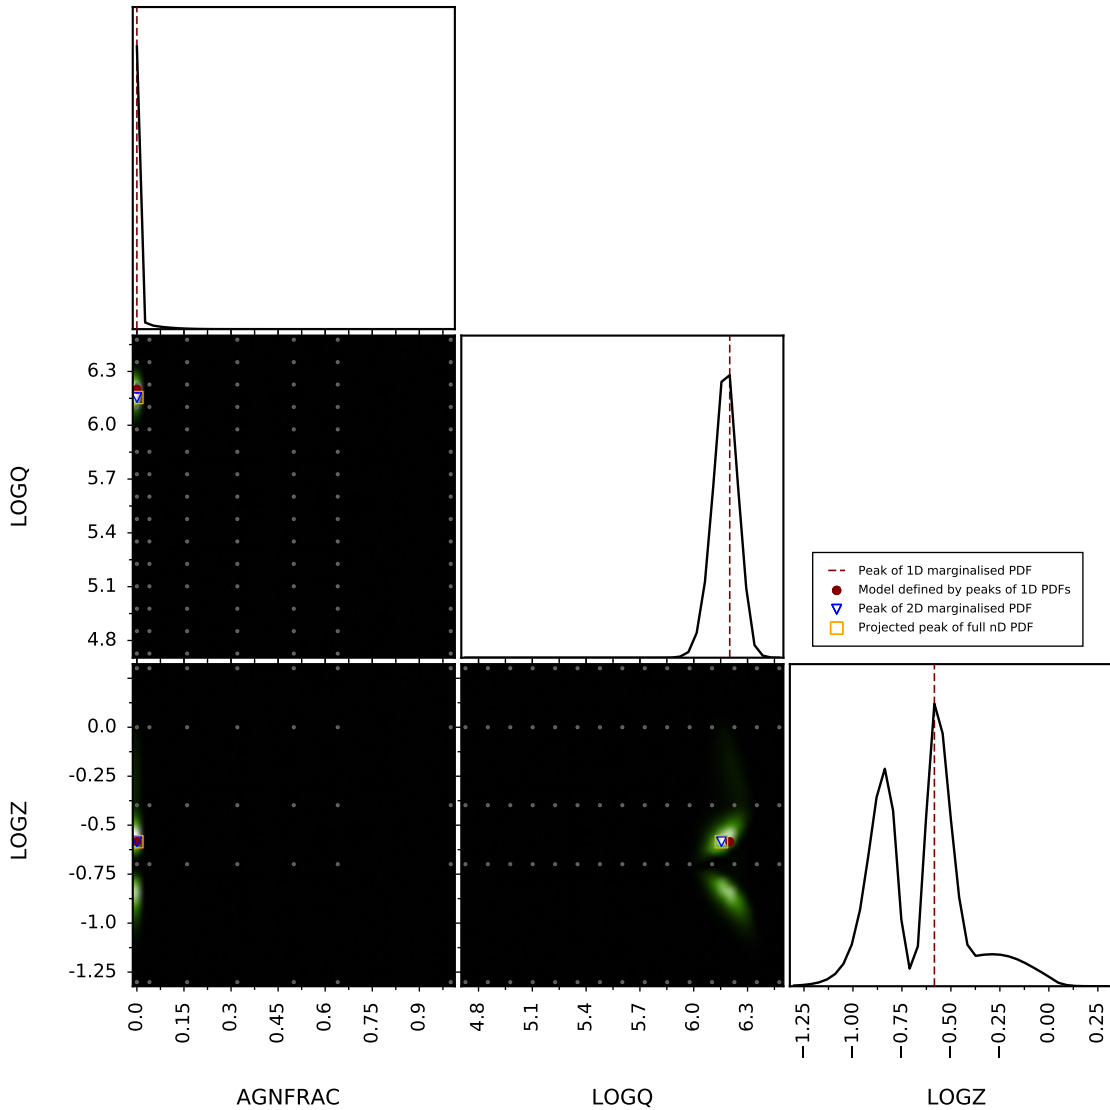 6.3
6.0
5.7
5.4
5.1
4.8
LOGQ
Peak of 1D marginalised PDF
Model defined by peaks of 1D PDFs
Peak of 2D marginalised PDF
Projected peak of full nD PDF
0.0
-0.25
-0.5
-0.75
-1.0
-1.25
LOGZ
0.0 0.15 0.3 0.45 0.6 0.75 0.9
4.8 5.1 5.4 5.7 6.0 6.3
−1.25 −1.00 −0.75 −0.50 −0.25 0.00 0.25
AGNFRAC LOGQ LOGZ